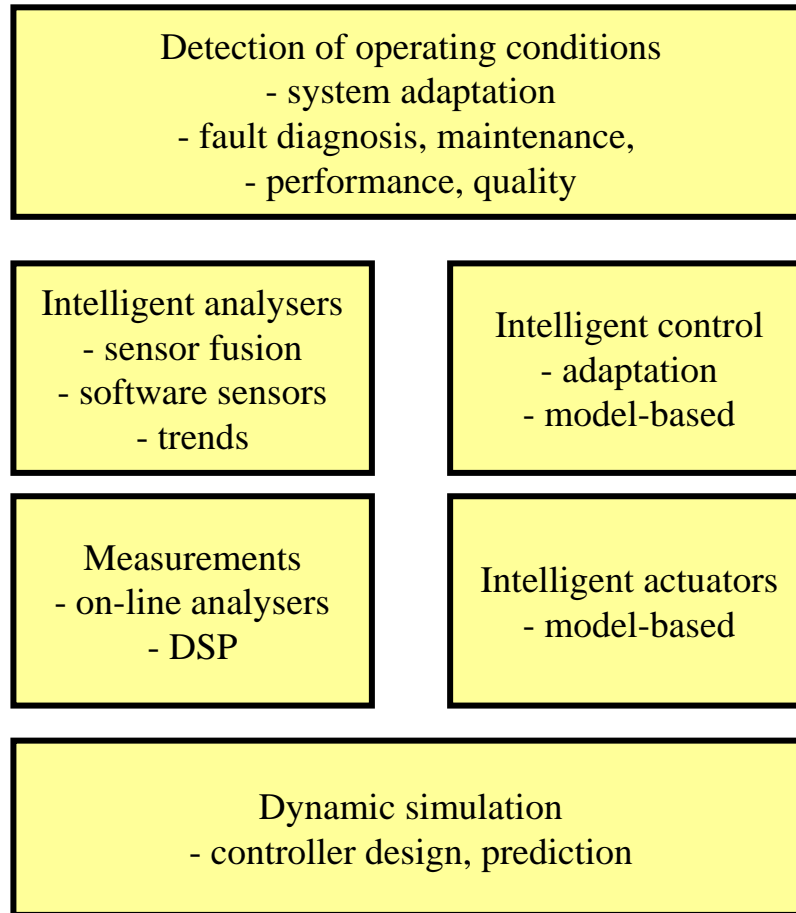 Detection of operating conditions
- system adaptation
- fault diagnosis, maintenance,
- performance, quality
Intelligent analysers
- sensor fusion
- software sensors
- trends
Intelligent control
- adaptation
- model-based
Measurements
- on-line analysers
- DSP
Intelligent actuators
- model-based
Dynamic simulation
- controller design, prediction